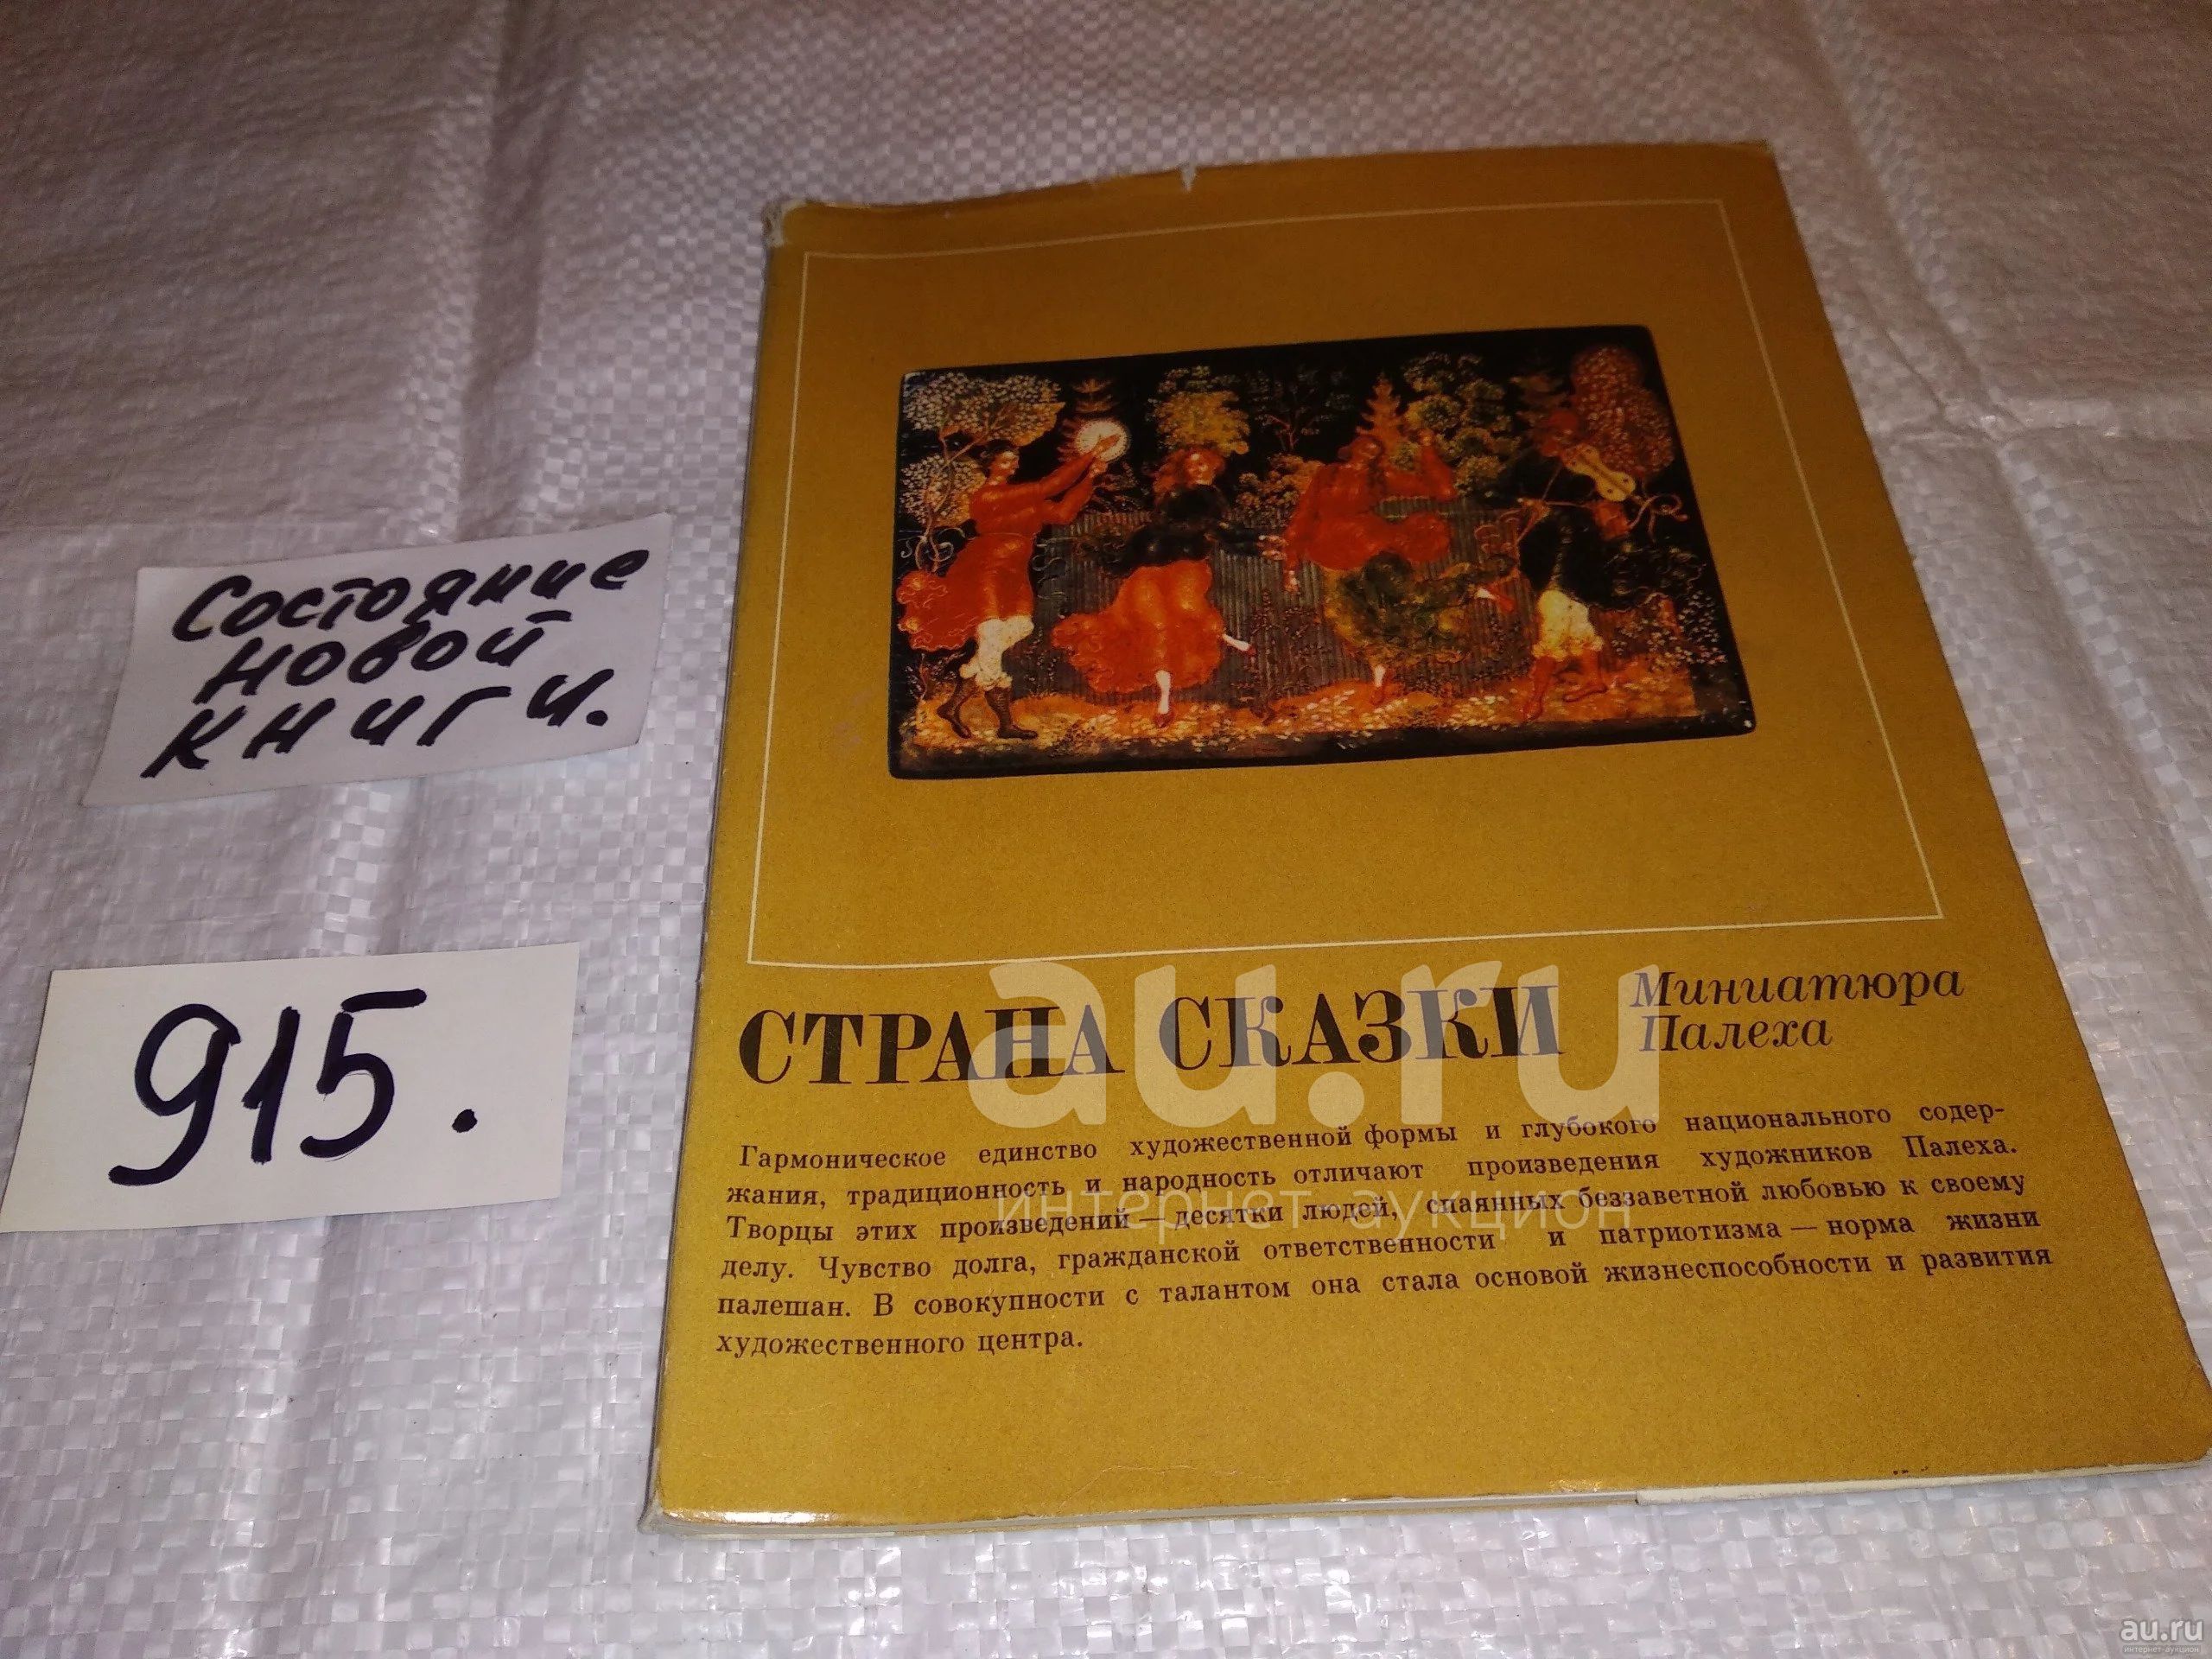 Состояние
новой
книги.
915.
СТРАНА СКАЗКИ
Миниатюра
Палеха
Гармоническое единство художественной формы и глубокого национального содер-
жания, традиционность и народность отличают произведения художников Палеха.
Творцы этих произведений — десятки людей, спаянных беззаветной любовью к своему
делу. Чувство долга, гражданской ответственности и патриотизма — норма жизни
палешан. В совокупности с талантом она стала основой жизнеспособности и развития
художественного центра.
au.ru
интернет-аукцион
au.ru
интернет-аукцион